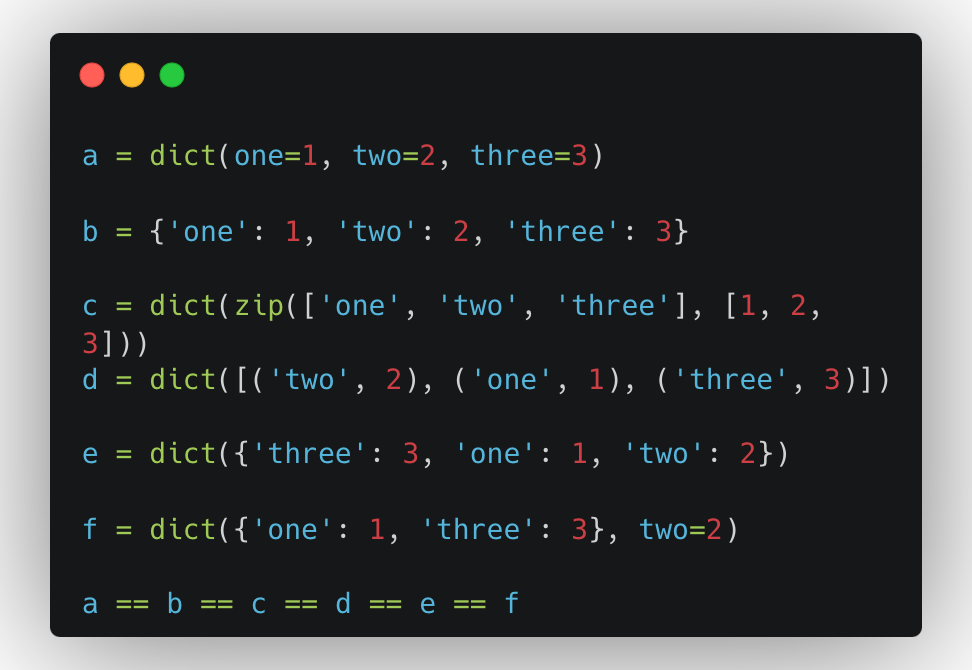 a = dict(one=1, two=2, three=3)
b = {'one': 1, 'two': 2, 'three': 3}
c = dict(zip(['one', 'two', 'three'], [1, 2,
3]))
d = dict([('two', 2), ('one', 1), ('three', 3)])
e = dict({'three': 3, 'one': 1, 'two': 2})
f = dict({'one': 1, 'three': 3}, two=2)
a == b == c == d == e == f